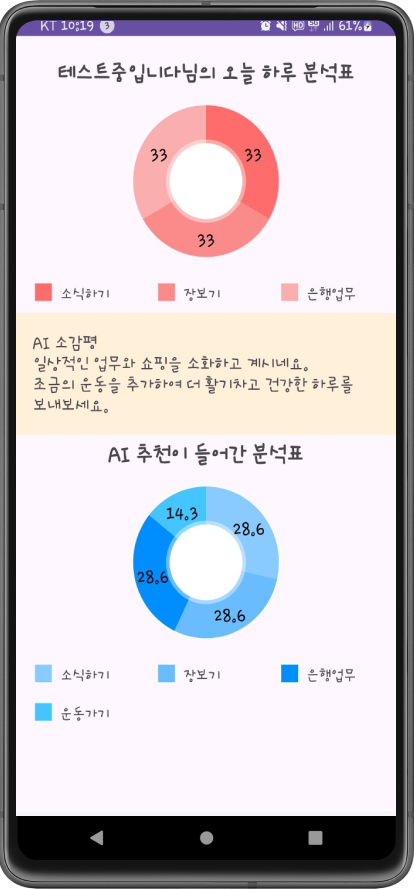 KT 10:19 3 HD 61%
테스트중입니다님의 오늘 하루 분석표
33 33
33
소식하기 장보기 은행업무
AI 소감평
일상적인 업무와 쇼핑을 소화하고 계시네요.
조금의 운동을 추가하여 더 활기차고 건강한 하루를
보내보세요.
AI 추천이 들어간 분석표
14.3 28.6
28.6
28.6
소식하기 장보기 은행업무
운동가기